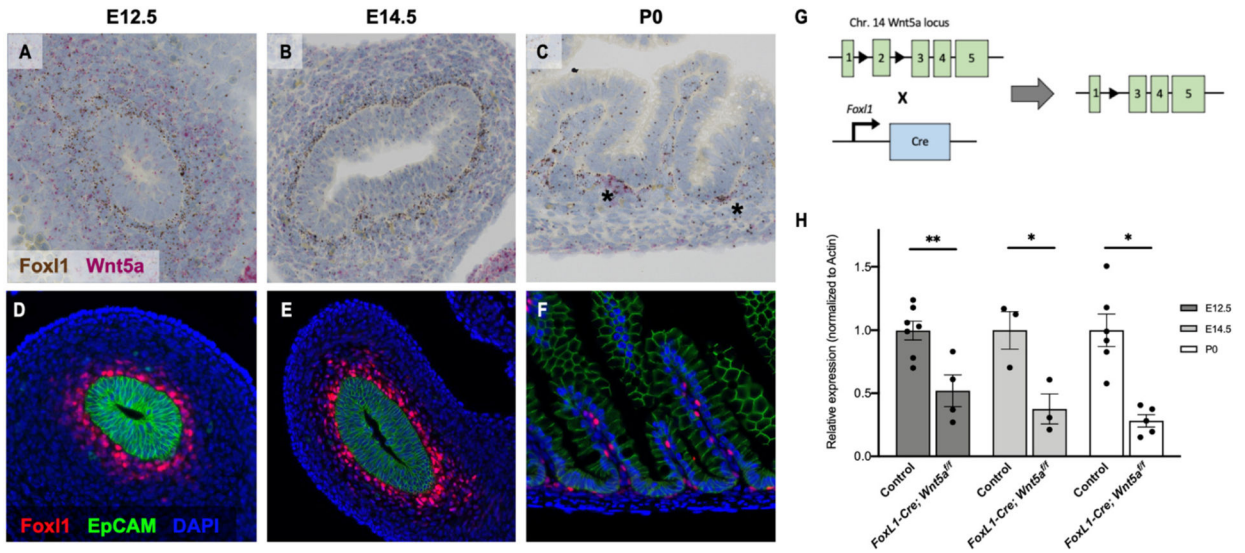 E12.5 E14.5 P0
A B C
* *
Foxl1 Wnt5a
D E F
Foxl1 EpCAM DAPI
G
Chr. 14 Wnt5a locus
1 2 3 4 5
X
1 3 4 5
Foxl1
Cre
H
Relative expression (normalized to Actin)
** * *
1.5
1.0
0.5
0.0
E12.5
E14.5
P0
Control
FoxL1-Cre; Wnt5af/f
Control
FoxL1-Cre; Wnt5af/f
Control
FoxL1-Cre; Wnt5af/f